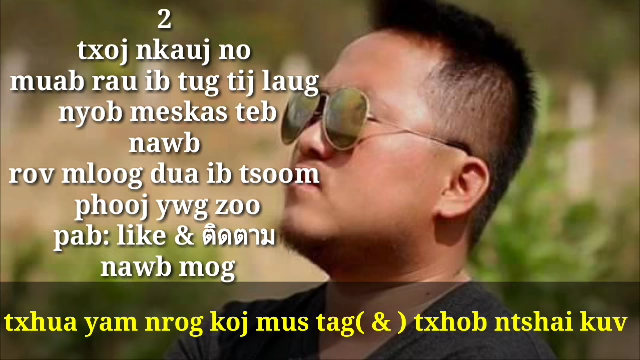 2
txoj nkauj no
muab rau ib tug tij laug
nyob meskas teb
nawb
rov mloog dua ib tsoom
phooj ywg zoo
pab: like & ติดตาม
nawb mog
txhua yam nrog koj mus tag( & ) txhob ntshai kuv